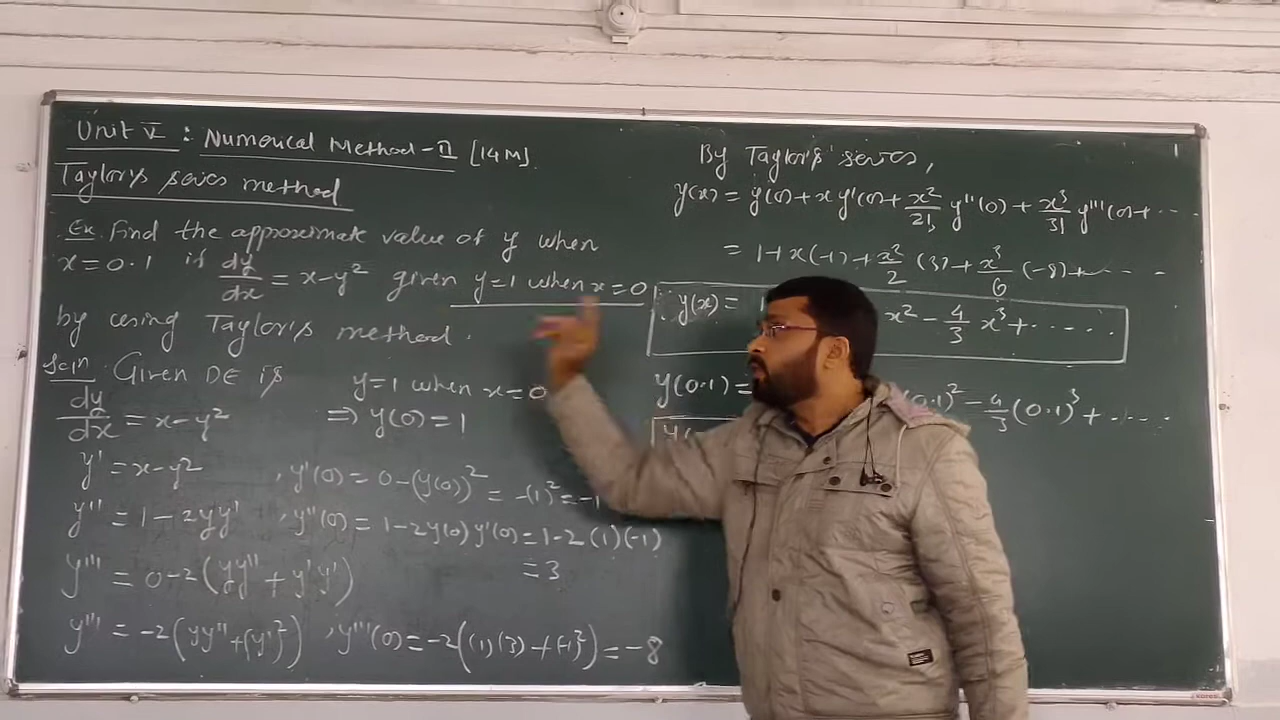 Unit V : Numerical Method-II [14M].
Taylor's series method
Ex. Find the approximate value of y when
x = 0.1 if dy/dx = x-y² given y=1 when x=0
by using Taylor's method.
Soln Given DE is
dy/dx = x-y²
y=1 when x=0
⇒ y(0)=1
y' = x-y² , y'(0) = 0-(y(0))² = -(1)² = -1
y'' = 1-2yy' , y''(0) = 1-2y(0)y'(0) = 1-2(1)(-1)
= 3
y''' = 0-2(yy''+y'y')
y''' = -2(yy''+(y')²) , y'''(0) = -2((1)(3)+(-1)²) = -8
By Taylor's series,
y(x) = y(0)+xy'(0)+x²/2! y''(0)+x³/3! y'''(0)+....
= 1+x(-1)+x²/2 (3)+x³/6 (-8)+....
y(x) = 1 x² - 4/3 x³+.....
y(0.1) = (0.1)² - 4/3 (0.1)³+.....